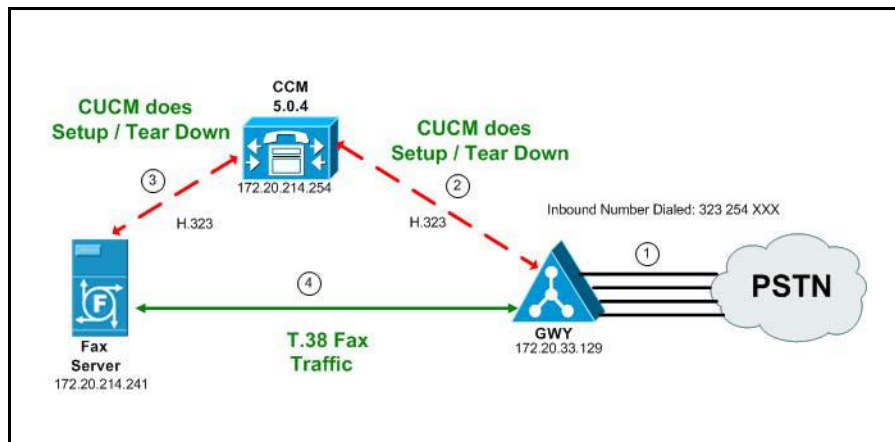 CCM
5.0.4
CUCM does
Setup / Tear Down
CUCM does
Setup / Tear Down
172.20.214.254
3
2
H.323
H.323
Inbound Number Dialed: 323 254 XXX
1
PSTN
F
4
GWY
172.20.33.129
T.38 Fax
Traffic
Fax
Server
172.20.214.241